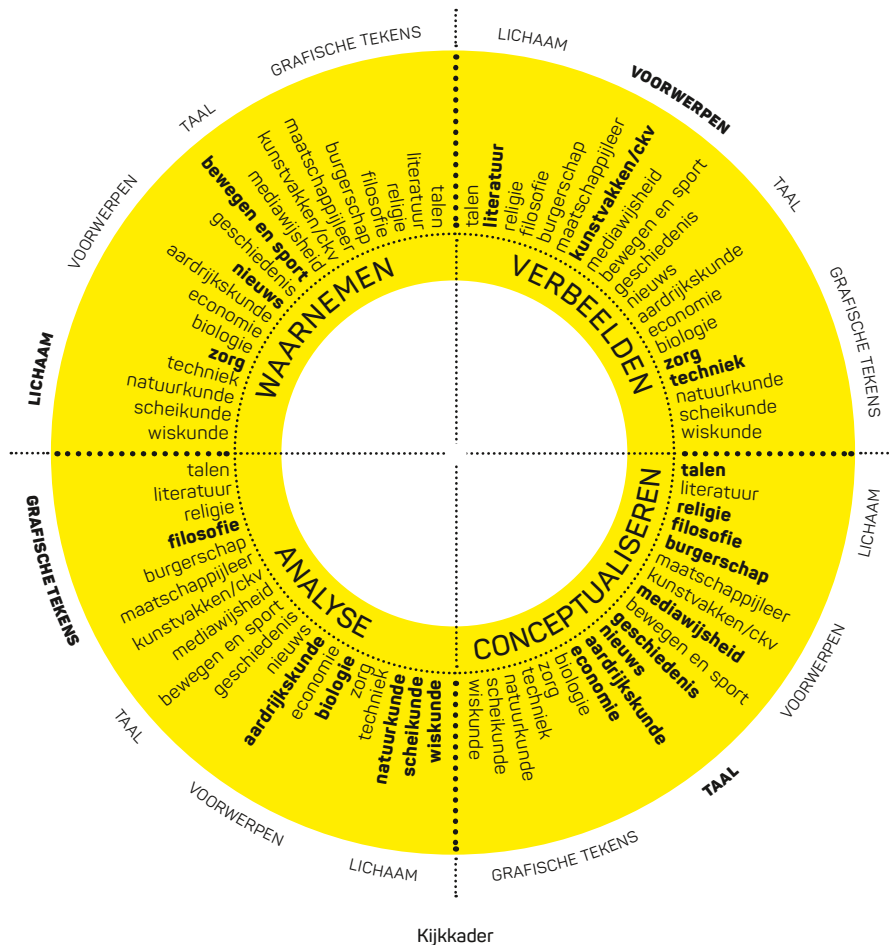 LICHAAM
VOORWERPEN
TAAL
GRAFISCHE TEKENS
WAARNEMEN
wiskunde
scheikunde
natuurkunde
techniek
zorg
biologie
economie
aardrijkskunde
nieuws
geschiedenis
bewegen en sport
mediawijsheid
kunstvakken/ckv
maatschappijleer
burgerschap
filosofie
religie
literatuur
talen
LICHAAM
VOORWERPEN
TAAL
GRAFISCHE TEKENS
VERBEELDEN
talen
literatuur
religie
filosofie
burgerschap
maatschappijleer
kunstvakken/ckv
mediawijsheid
bewegen en sport
geschiedenis
nieuws
aardrijkskunde
economie
biologie
zorg
techniek
natuurkunde
scheikunde
wiskunde
LICHAAM
VOORWERPEN
TAAL
GRAFISCHE TEKENS
CONCEPTUALISEREN
talen
literatuur
religie
filosofie
burgerschap
maatschappijleer
kunstvakken/ckv
mediawijsheid
bewegen en sport
geschiedenis
nieuws
aardrijkskunde
economie
biologie
zorg
techniek
natuurkunde
scheikunde
wiskunde
GRAFISCHE TEKENS
TAAL
VOORWERPEN
LICHAAM
ANALYSE
talen
literatuur
religie
filosofie
burgerschap
maatschappijleer
kunstvakken/ckv
mediawijsheid
bewegen en sport
geschiedenis
nieuws
aardrijkskunde
economie
biologie
zorg
techniek
natuurkunde
scheikunde
wiskunde
Kijkkader